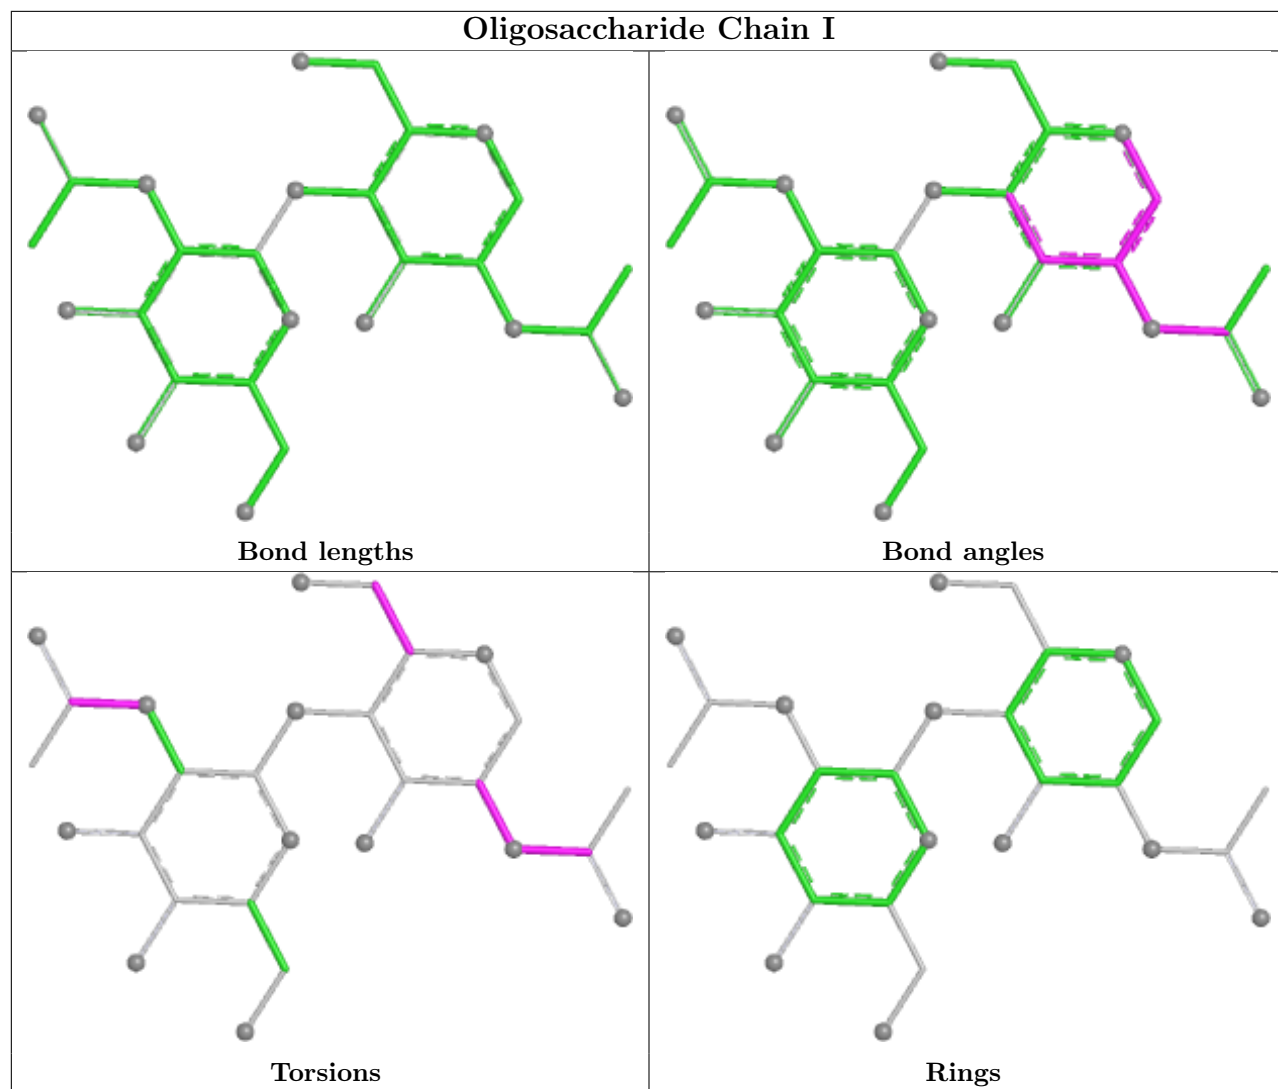 Oligosaccharide Chain I
Bond lengths
Bond angles
Torsions
Rings